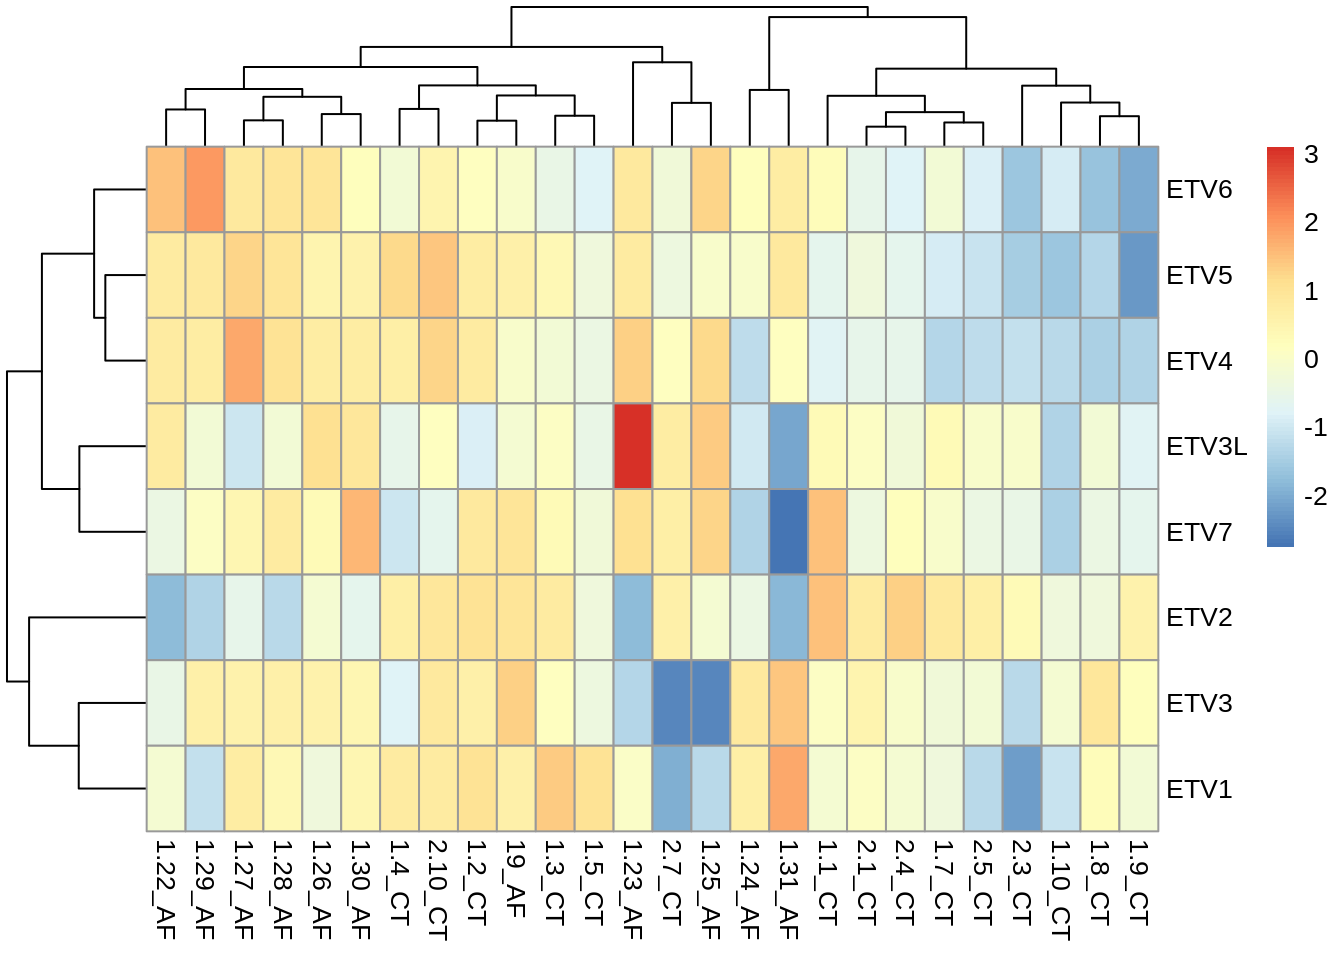 ETV6
ETV5
ETV4
ETV3L
ETV7
ETV2
ETV3
ETV1
3
2
1
0
-1
-2
1.22_AF
1.29_AF
1.27_AF
1.28_AF
1.26_AF
1.30_AF
1.4_CT
2.10_CT
1.2_CT
19_AF
1.3_CT
1.5_CT
1.23_AF
2.7_CT
1.25_AF
1.24_AF
1.31_AF
1.1_CT
2.1_CT
2.4_CT
1.7_CT
2.5_CT
2.3_CT
1.10_CT
1.8_CT
1.9_CT